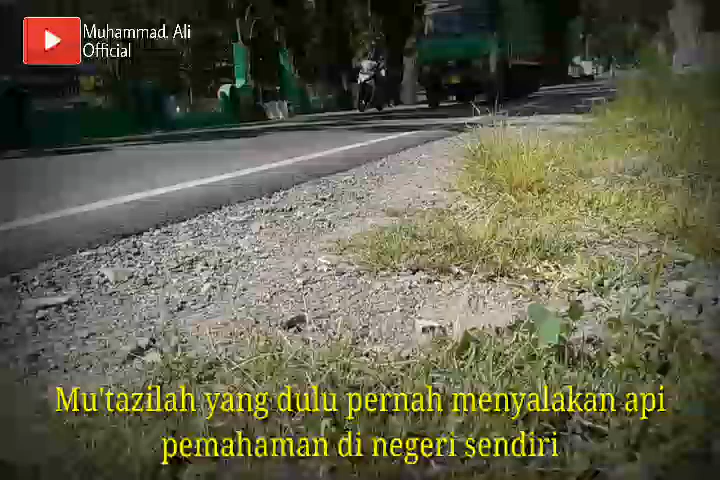 Muhammad. Ali
Official
Mu'tazilah yang dulu pernah menyalakan api
pemahaman di negeri sendiri